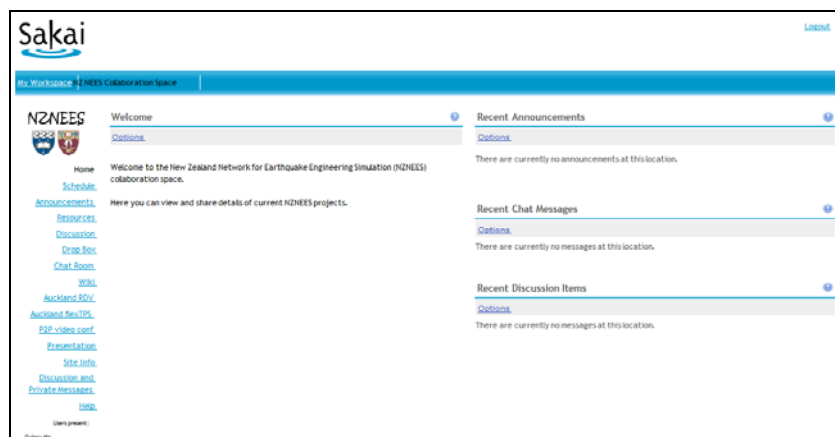 Sakai
Logout
My Workspace NZNEES Collaboration Space
NZNEES
Home
Schedule
Announcements
Resources
Discussion
Drop Box
Chat Room
Wiki
Auckland RDV
Auckland flexTPS
P2P video conf
Presentation
Site Info
Discussion and
Private Messages
Help
Users present:
Welcome
Options
Welcome to the New Zealand Network for Earthquake Engineering Simulation (NZNEES)
collaboration space.
Here you can view and share details of current NZNEES projects.
Recent Announcements
Options
There are currently no announcements at this location.
Recent Chat Messages
Options
There are currently no messages at this location.
Recent Discussion Items
Options
There are currently no messages at this location.